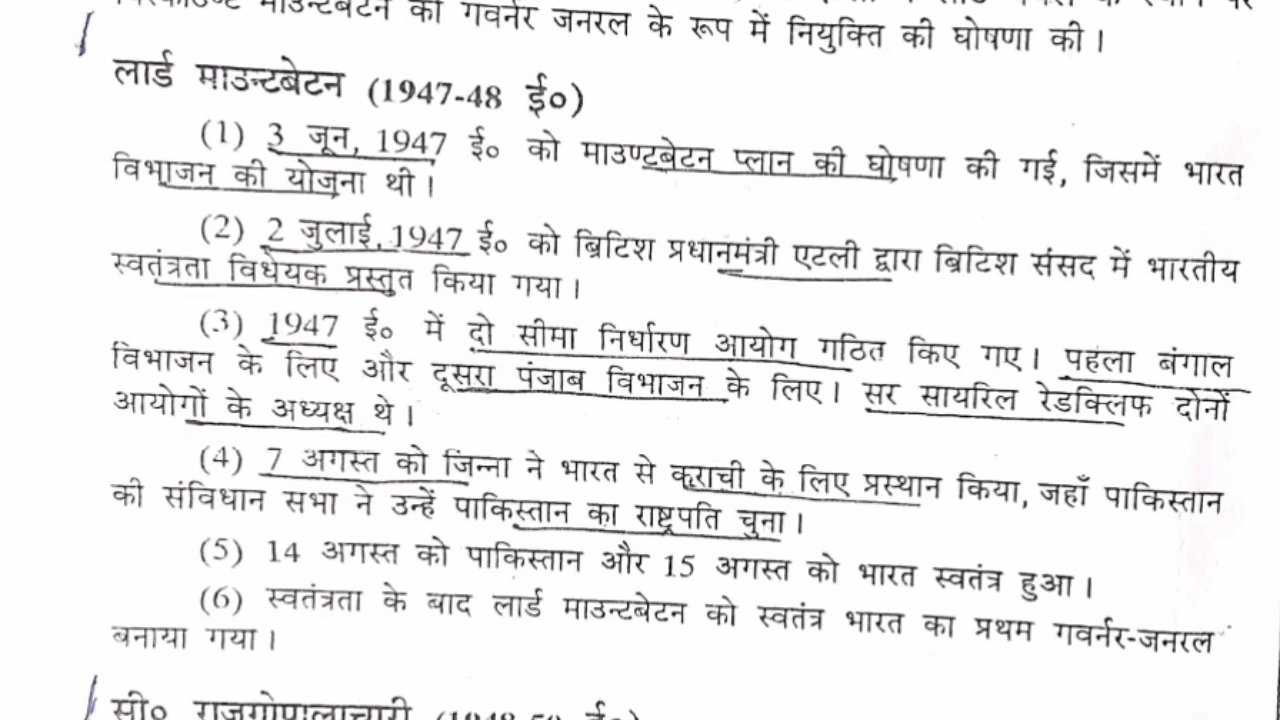 माउन्टबेटन को गवर्नर जनरल के रूप में नियुक्ति की घोषणा की।
लार्ड माउन्टबेटन (1947-48 ई०)
(1) 3 जून, 1947 ई० को माउण्टबेटन प्लान की घोषणा की गई, जिसमें भारत
विभाजन की योजना थी।
(2) 2 जुलाई, 1947 ई० को ब्रिटिश प्रधानमंत्री एटली द्वारा ब्रिटिश संसद में भारतीय
स्वतंत्रता विधेयक प्रस्तुत किया गया।
(3) 1947 ई० में दो सीमा निर्धारण आयोग गठित किए गए। पहला बंगाल
विभाजन के लिए और दूसरा पंजाब विभाजन के लिए। सर सायरिल रेडक्लिफ दोनों
आयोगों के अध्यक्ष थे।
(4) 7 अगस्त को जिन्ना ने भारत से कराची के लिए प्रस्थान किया, जहाँ पाकिस्तान
की संविधान सभा ने उन्हें पाकिस्तान का राष्ट्रपति चुना।
(5) 14 अगस्त को पाकिस्तान और 15 अगस्त को भारत स्वतंत्र हुआ।
(6) स्वतंत्रता के बाद लार्ड माउन्टबेटन को स्वतंत्र भारत का प्रथम गवर्नर-जनरल
बनाया गया।
सी० राजगोपालाचारी (1948-50 ई०)